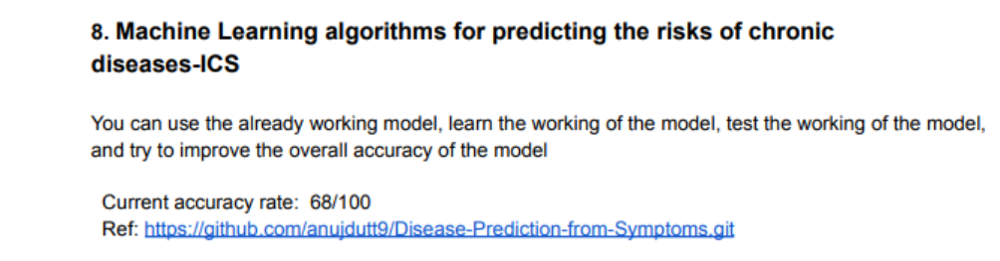 8. Machine Learning algorithms for predicting the risks of chronic
diseases-ICS
You can use the already working model, learn the working of the model, test the working of the model,
and try to improve the overall accuracy of the model
Current accuracy rate: 68/100
Ref: https://github.com/anujdutt9/Disease-Prediction-from-Symptoms.git